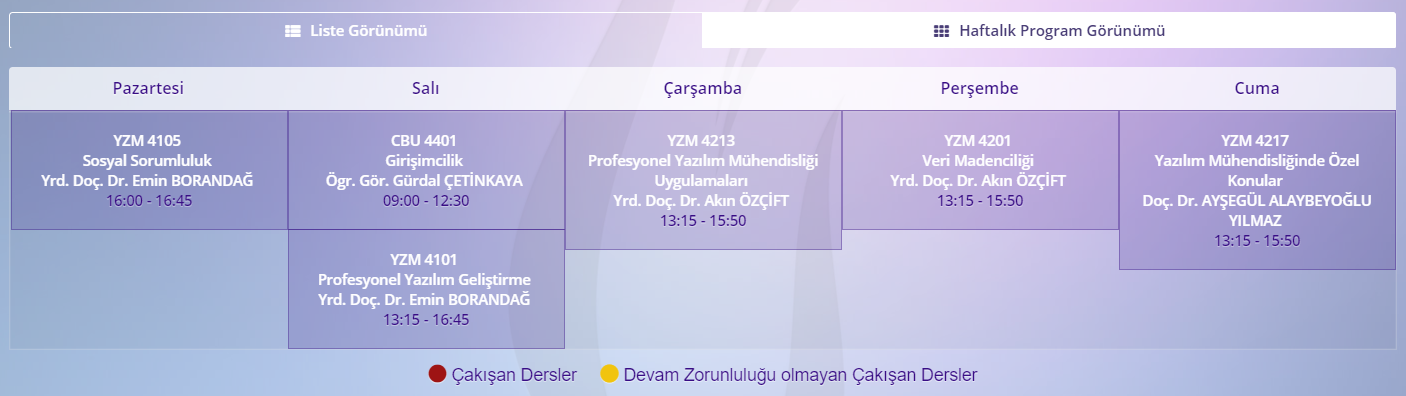 Liste Görünümü
Haftalık Program Görünümü
Pazartesi
Salı
Çarşamba
Perşembe
Cuma
YZM 4105
Sosyal Sorumluluk
Yrd. Doç. Dr. Emin BORANDAĞ
16:00 - 16:45
CBU 4401
Girişimcilik
Ögr. Gör. Gürdal ÇETİNKAYA
09:00 - 12:30
YZM 4101
Profesyonel Yazılım Geliştirme
Yrd. Doç. Dr. Emin BORANDAĞ
13:15 - 16:45
YZM 4213
Profesyonel Yazılım Mühendisliği
Uygulamaları
Yrd. Doç. Dr. Akın ÖZÇİFT
13:15 - 15:50
YZM 4201
Veri Madenciliği
Yrd. Doç. Dr. Akın ÖZÇİFT
13:15 - 15:50
YZM 4217
Yazılım Mühendisliğinde Özel
Konular
Doç. Dr. AYŞEGÜL ALAYBEYOĞLU
YILMAZ
13:15 - 15:50
Çakışan Dersler
Devam Zorunluluğu olmayan Çakışan Dersler